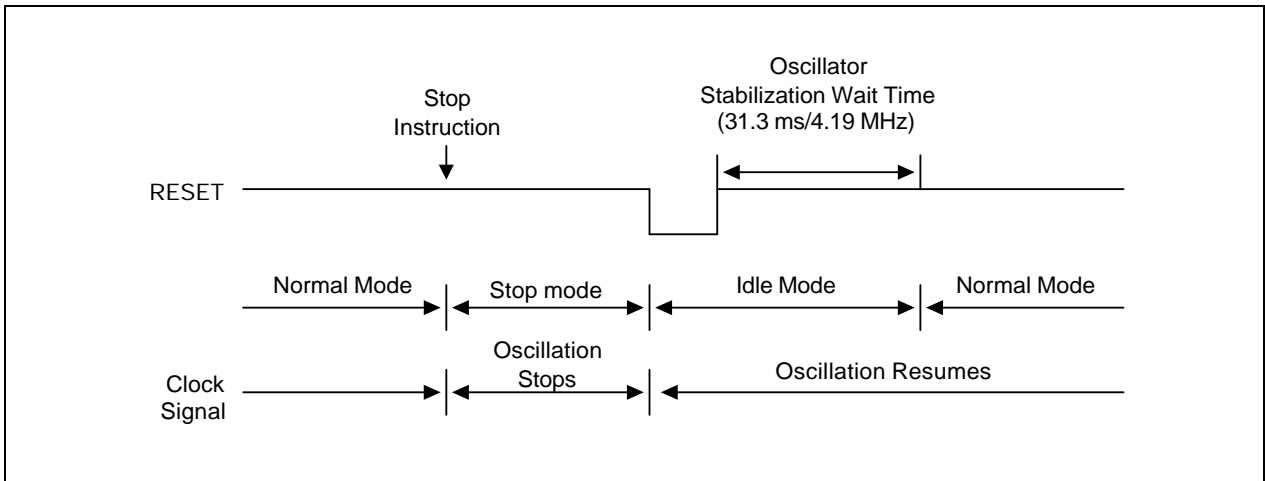 Oscillator
Stabilization Wait Time
(31.3 ms/4.19 MHz)
Stop
Instruction
RESET
Normal Mode
Stop mode
Idle Mode
Normal Mode
Oscillation
Stops
Oscillation Resumes
Clock
Signal